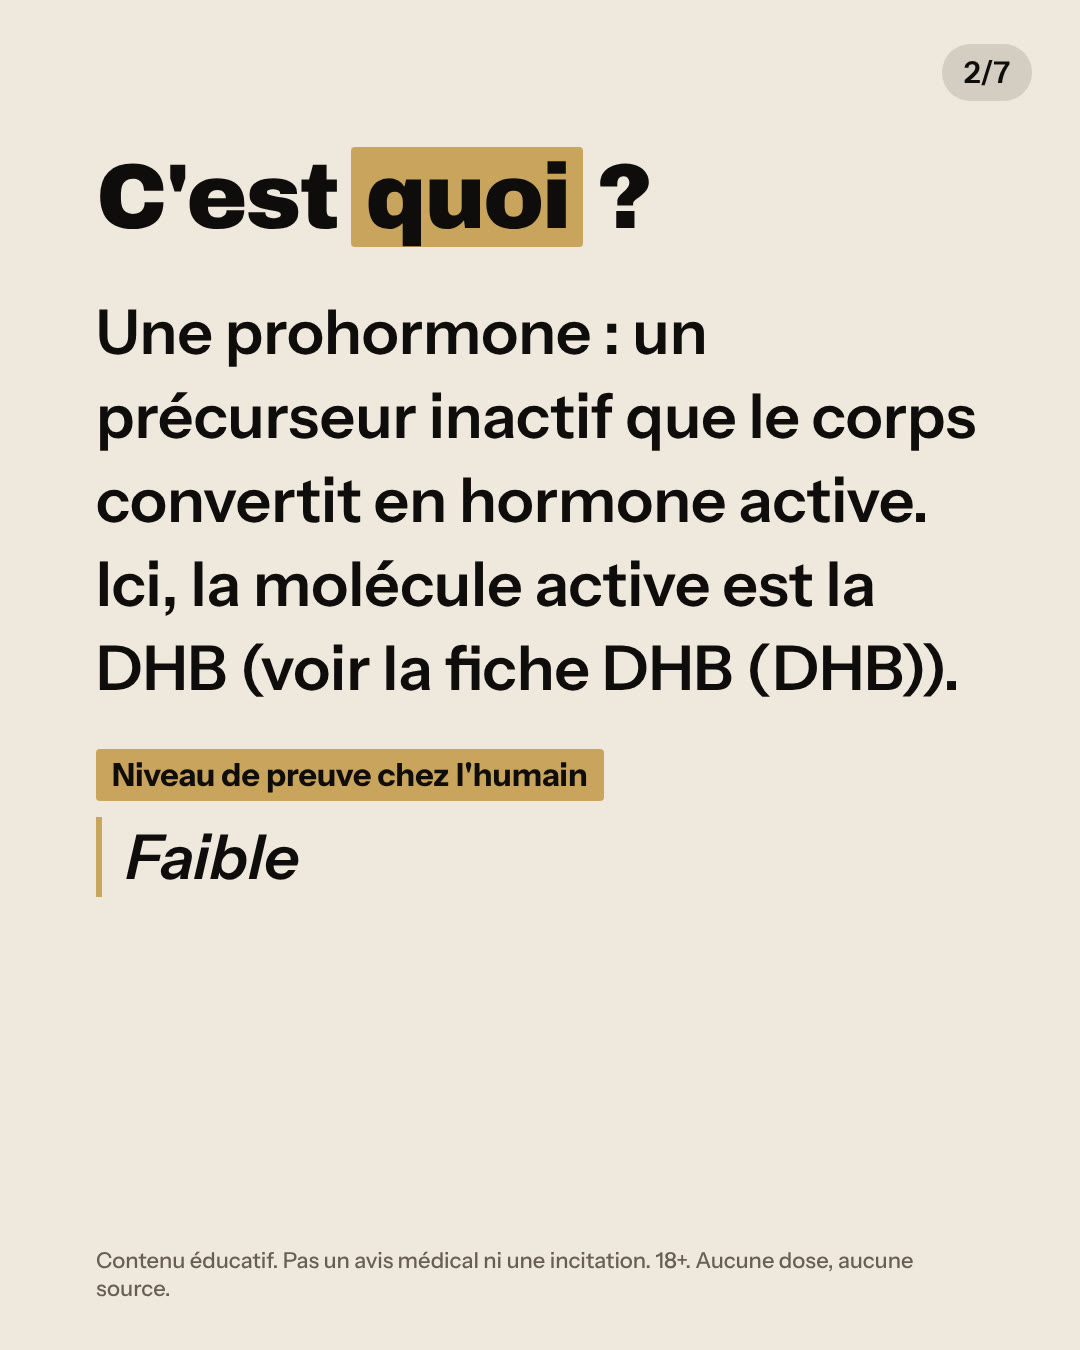 2/7
C'est quoi ?
Une prohormone : un
précurseur inactif que le corps
convertit en hormone active.
Ici, la molécule active est la
DHB (voir la fiche DHB (DHB)).
Niveau de preuve chez l'humain
Faible
Contenu éducatif. Pas un avis médical ni une incitation. 18+. Aucune dose, aucune
source.